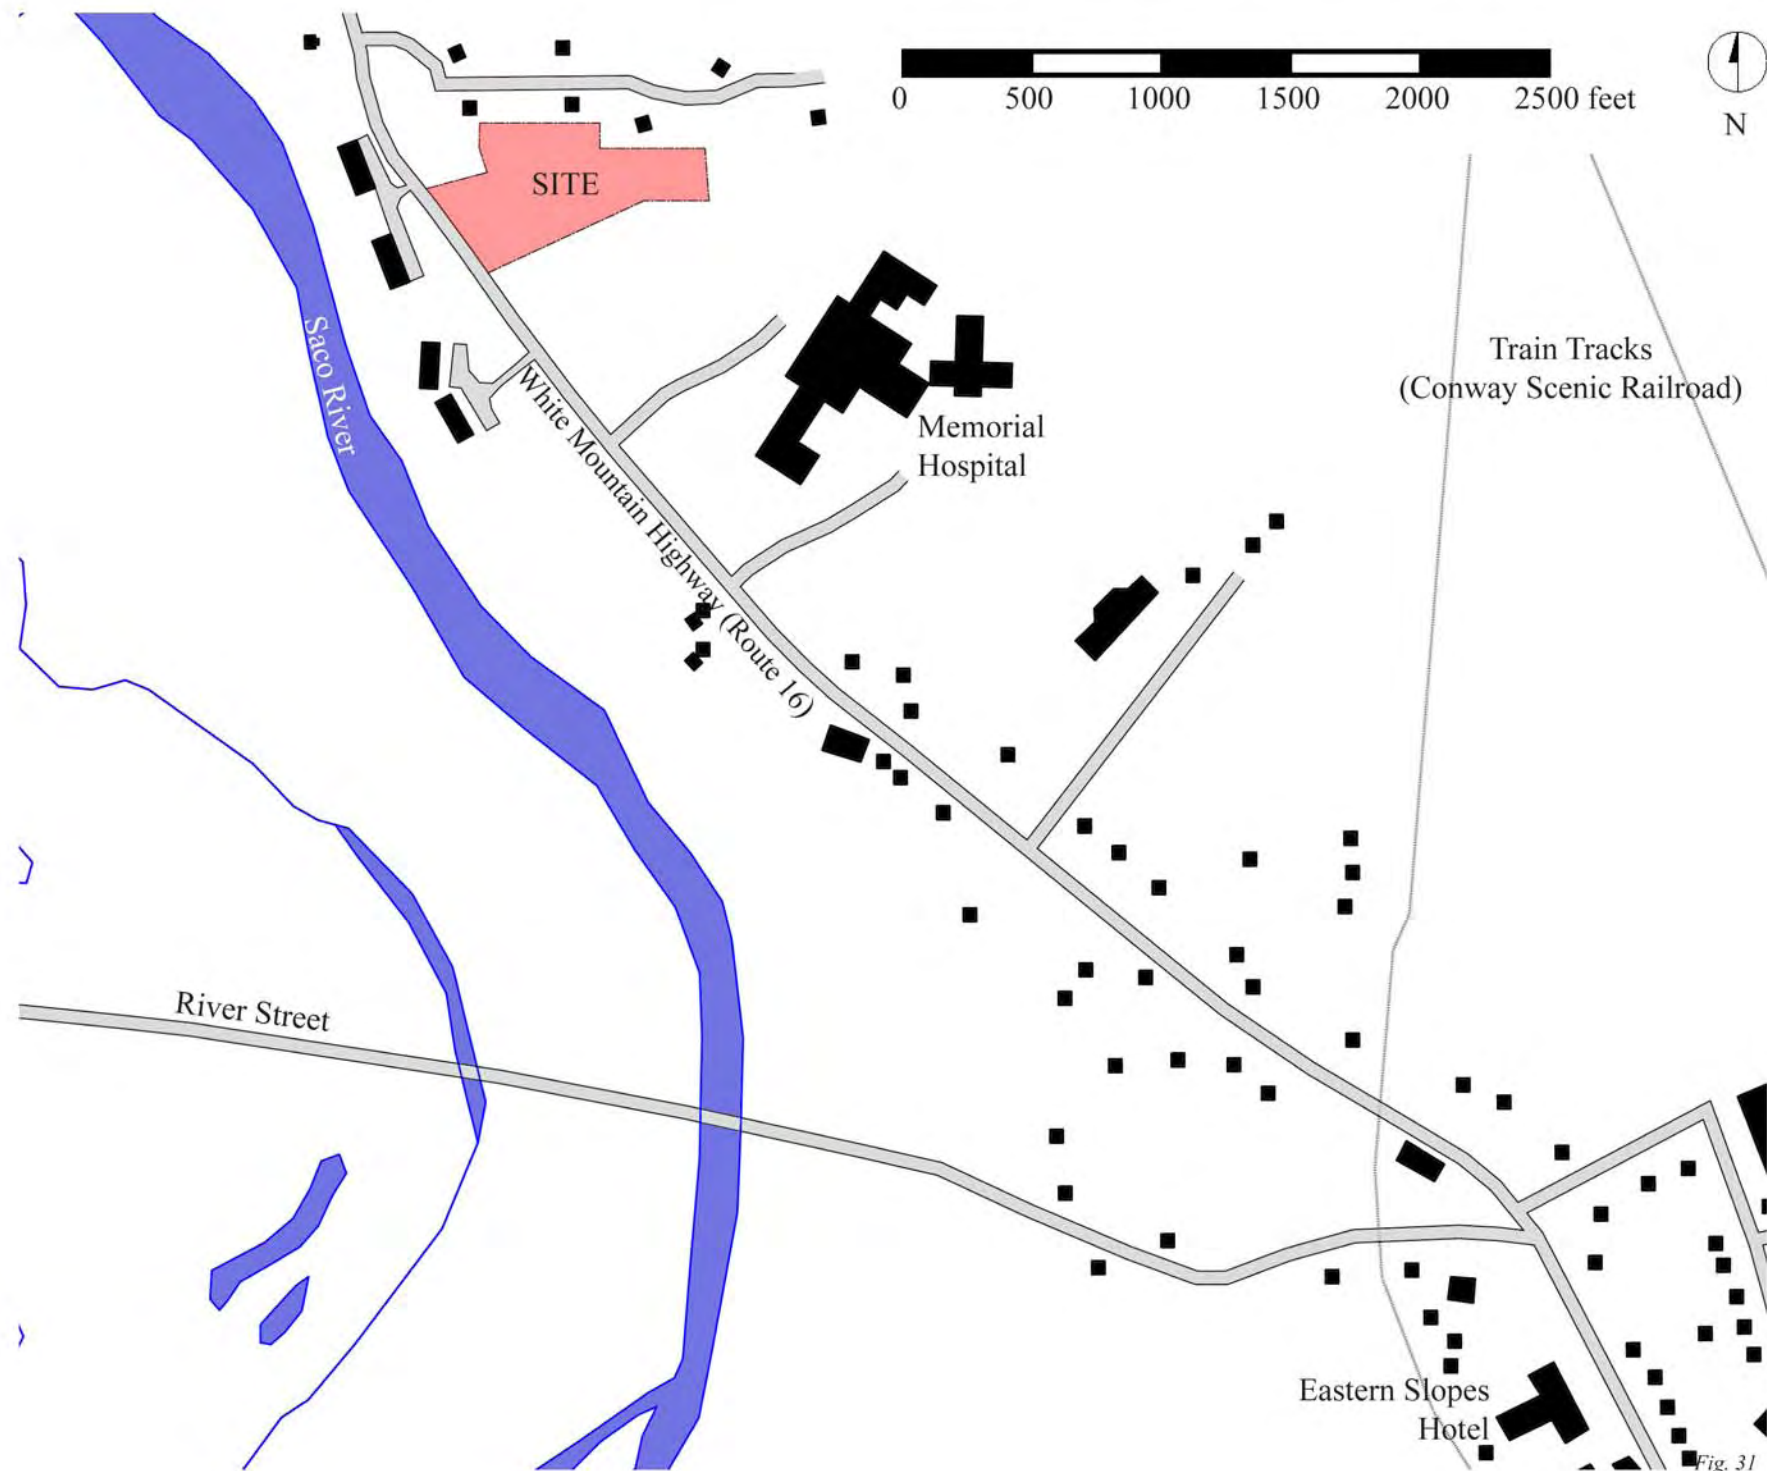 0 500 1000 1500 2000 2500 feet
N
SITE
Saco River
White Mountain Highway (Route 16)
Train Tracks
(Conway Scenic Railroad)
Memorial
Hospital
River Street
Eastern Slopes
Hotel
Fig. 31